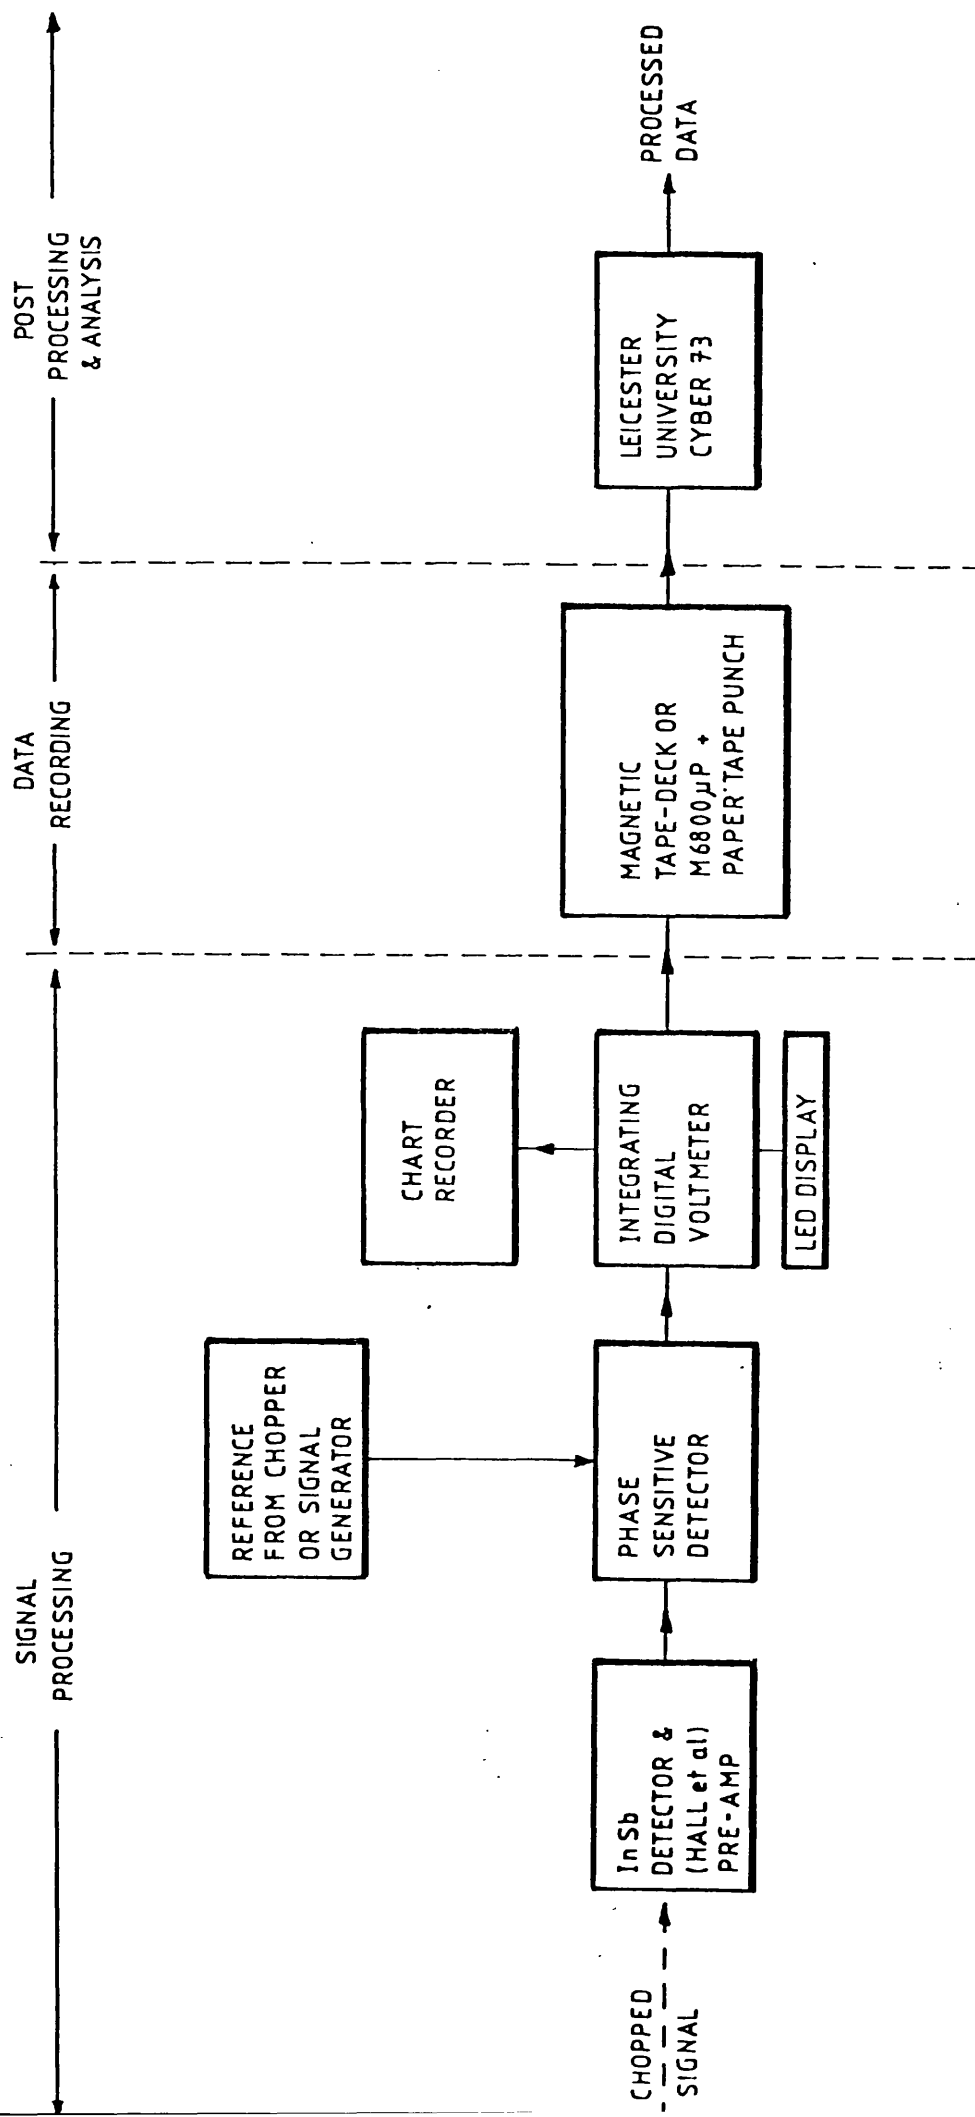 SIGNAL
PROCESSING
DATA
RECORDING
POST
PROCESSING
& ANALYSIS
REFERENCE
FROM CHOPPER
OR SIGNAL
GENERATOR
CHART
RECORDER
CHOPPED
SIGNAL
InSb
DETECTOR &
(HALL et al)
PRE-AMP
PHASE
SENSITIVE
DETECTOR
INTEGRATING
DIGITAL
VOLTMETER
LED DISPLAY
MAGNETIC
TAPE-DECK OR
M6800µP +
PAPER TAPE PUNCH
LEICESTER
UNIVERSITY
CYBER 73
PROCESSED
DATA